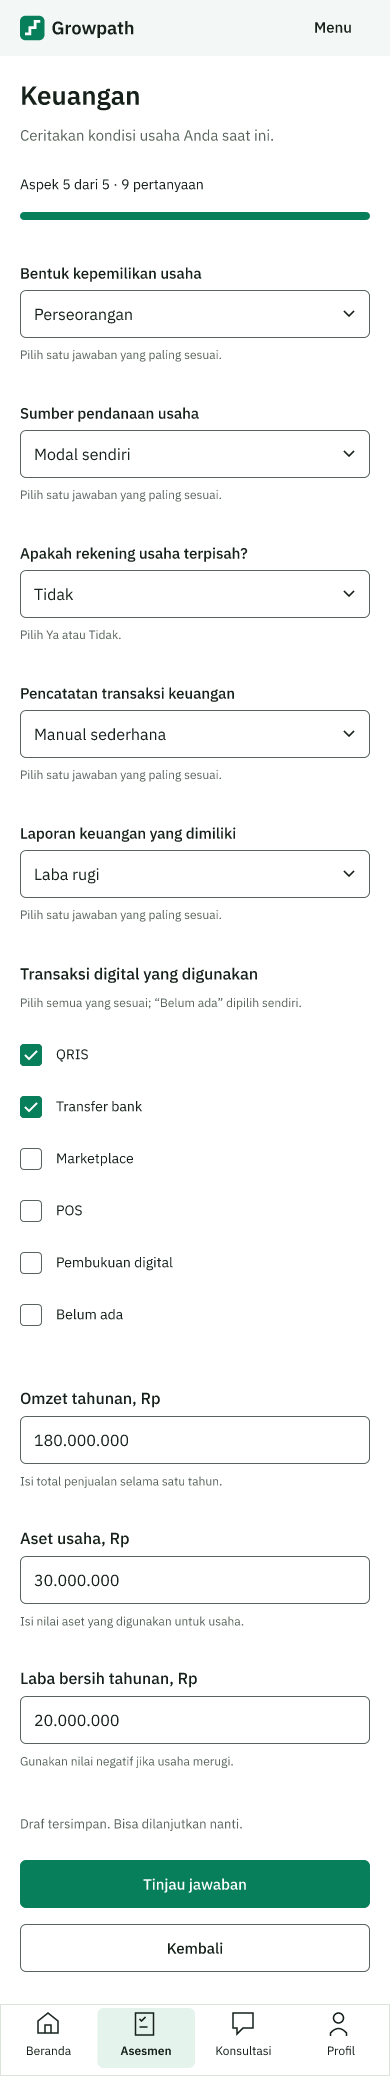 Growpath
Menu
Keuangan
Ceritakan kondisi usaha Anda saat ini.
Aspek 5 dari 5 · 9 pertanyaan
Bentuk kepemilikan usaha
Perseorangan
Pilih satu jawaban yang paling sesuai.
Sumber pendanaan usaha
Modal sendiri
Pilih satu jawaban yang paling sesuai.
Apakah rekening usaha terpisah?
Tidak
Pilih Ya atau Tidak.
Pencatatan transaksi keuangan
Manual sederhana
Pilih satu jawaban yang paling sesuai.
Laporan keuangan yang dimiliki
Laba rugi
Pilih satu jawaban yang paling sesuai.
Transaksi digital yang digunakan
Pilih semua yang sesuai; “Belum ada” dipilih sendiri.
QRIS
Transfer bank
Marketplace
POS
Pembukuan digital
Belum ada
Omzet tahunan, Rp
180.000.000
Isi total penjualan selama satu tahun.
Aset usaha, Rp
30.000.000
Isi nilai aset yang digunakan untuk usaha.
Laba bersih tahunan, Rp
20.000.000
Gunakan nilai negatif jika usaha merugi.
Draf tersimpan. Bisa dilanjutkan nanti.
Tinjau jawaban
Kembali
Beranda
Asesmen
Konsultasi
Profil